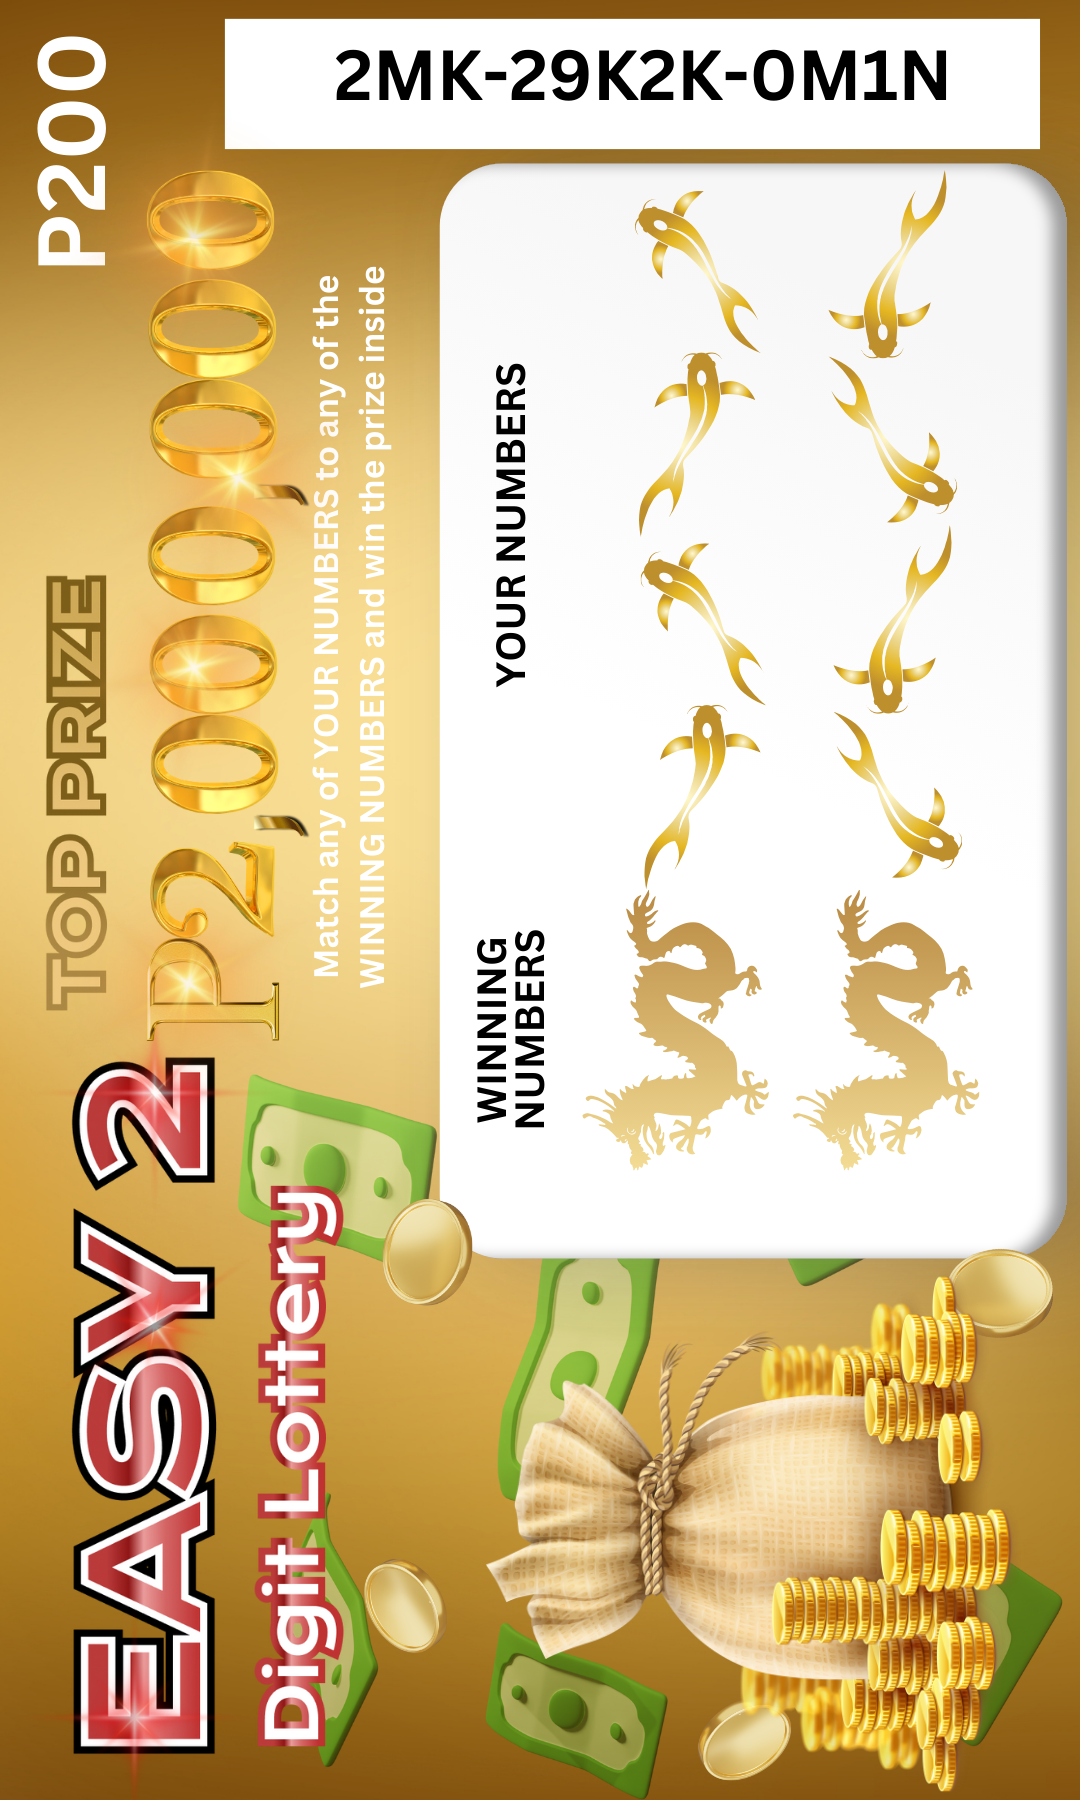 EASY 2
Digit Lottery
TOP PRIZE
P2,000,000
P200
Match any of YOUR NUMBERS to any of the
WINNING NUMBERS and win the prize inside
WINNING
NUMBERS
YOUR NUMBERS
2MK-29K2K-0M1N